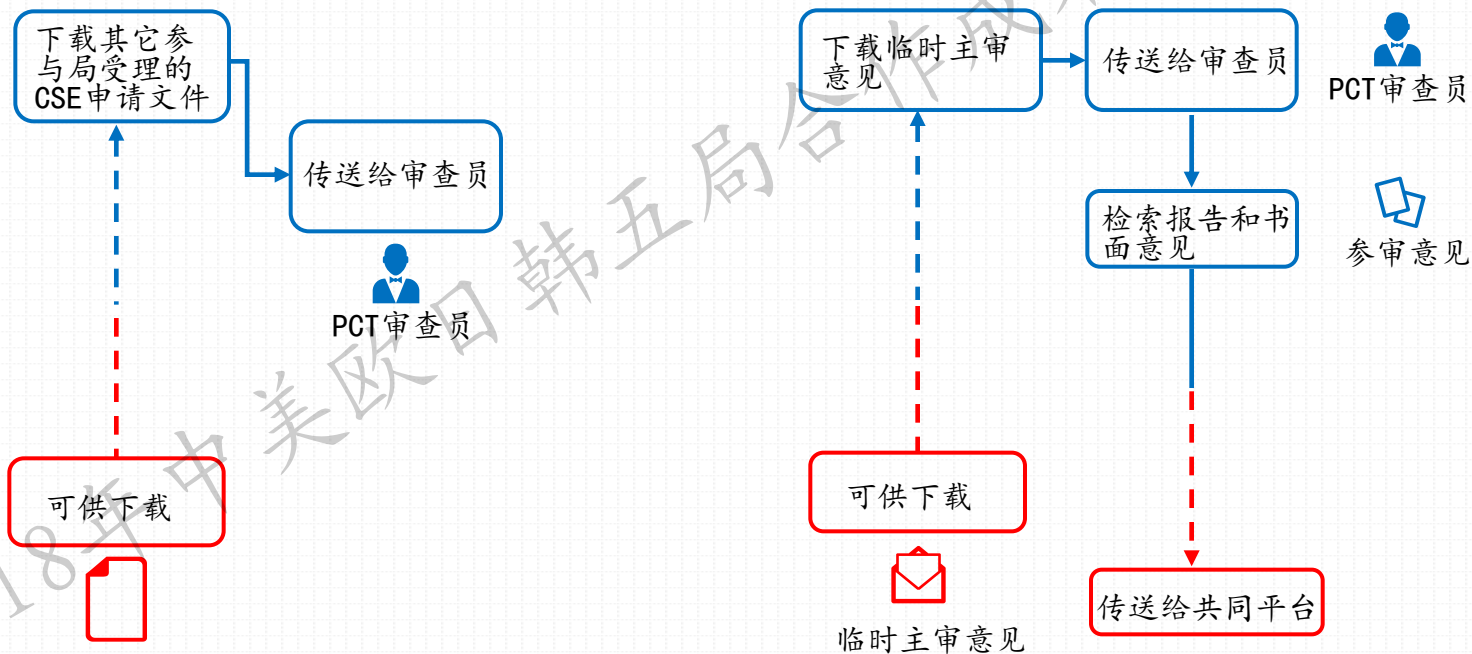 下载其它参
与局受理的
CSE申请文件
传送给审查员
PCT审查员
可供下载
下载临时主审
意见
传送给审查员
PCT审查员
检索报告和书
面意见
参审意见
可供下载
临时主审意见
传送给共同平台
18年中美欧日韩五局合作成